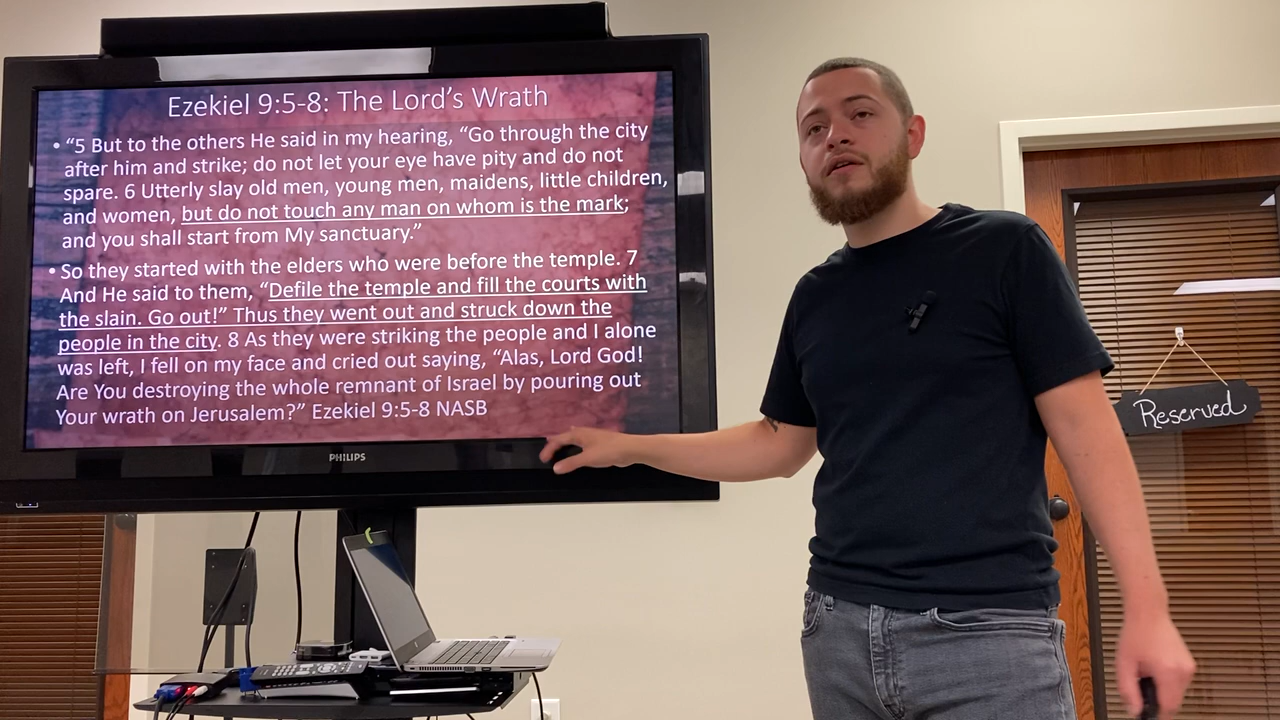 Ezekiel 9:5-8: The Lord's Wrath
• "5 But to the others He said in my hearing, "Go through the city
after him and strike; do not let your eye have pity and do not
spare. 6 Utterly slay old men, young men, maidens, little children,
and women, but do not touch any man on whom is the mark;
and you shall start from My sanctuary."
• So they started with the elders who were before the temple. 7
And He said to them, "Defile the temple and fill the courts with
the slain. Go out!" Thus they went out and struck down the
people in the city. 8 As they were striking the people and I alone
was left, I fell on my face and cried out saying, "Alas, Lord God!
Are You destroying the whole remnant of Israel by pouring out
Your wrath on Jerusalem?" Ezekiel 9:5-8 NASB
PHILIPS
Reserved